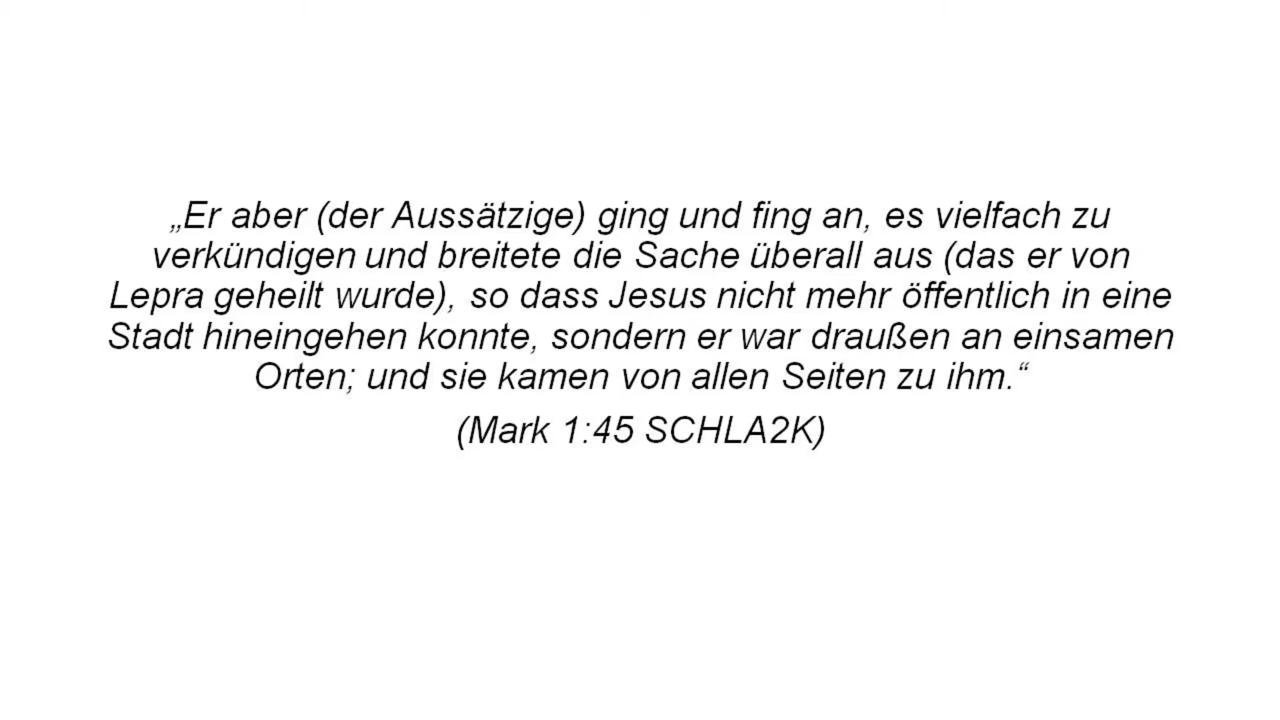 „Er aber (der Aussätzige) ging und fing an, es vielfach zu
verkündigen und breitete die Sache überall aus (das er von
Lepra geheilt wurde), so dass Jesus nicht mehr öffentlich in eine
Stadt hineingehen konnte, sondern er war draußen an einsamen
Orten; und sie kamen von allen Seiten zu ihm.“
(Mark 1:45 SCHLA2K)